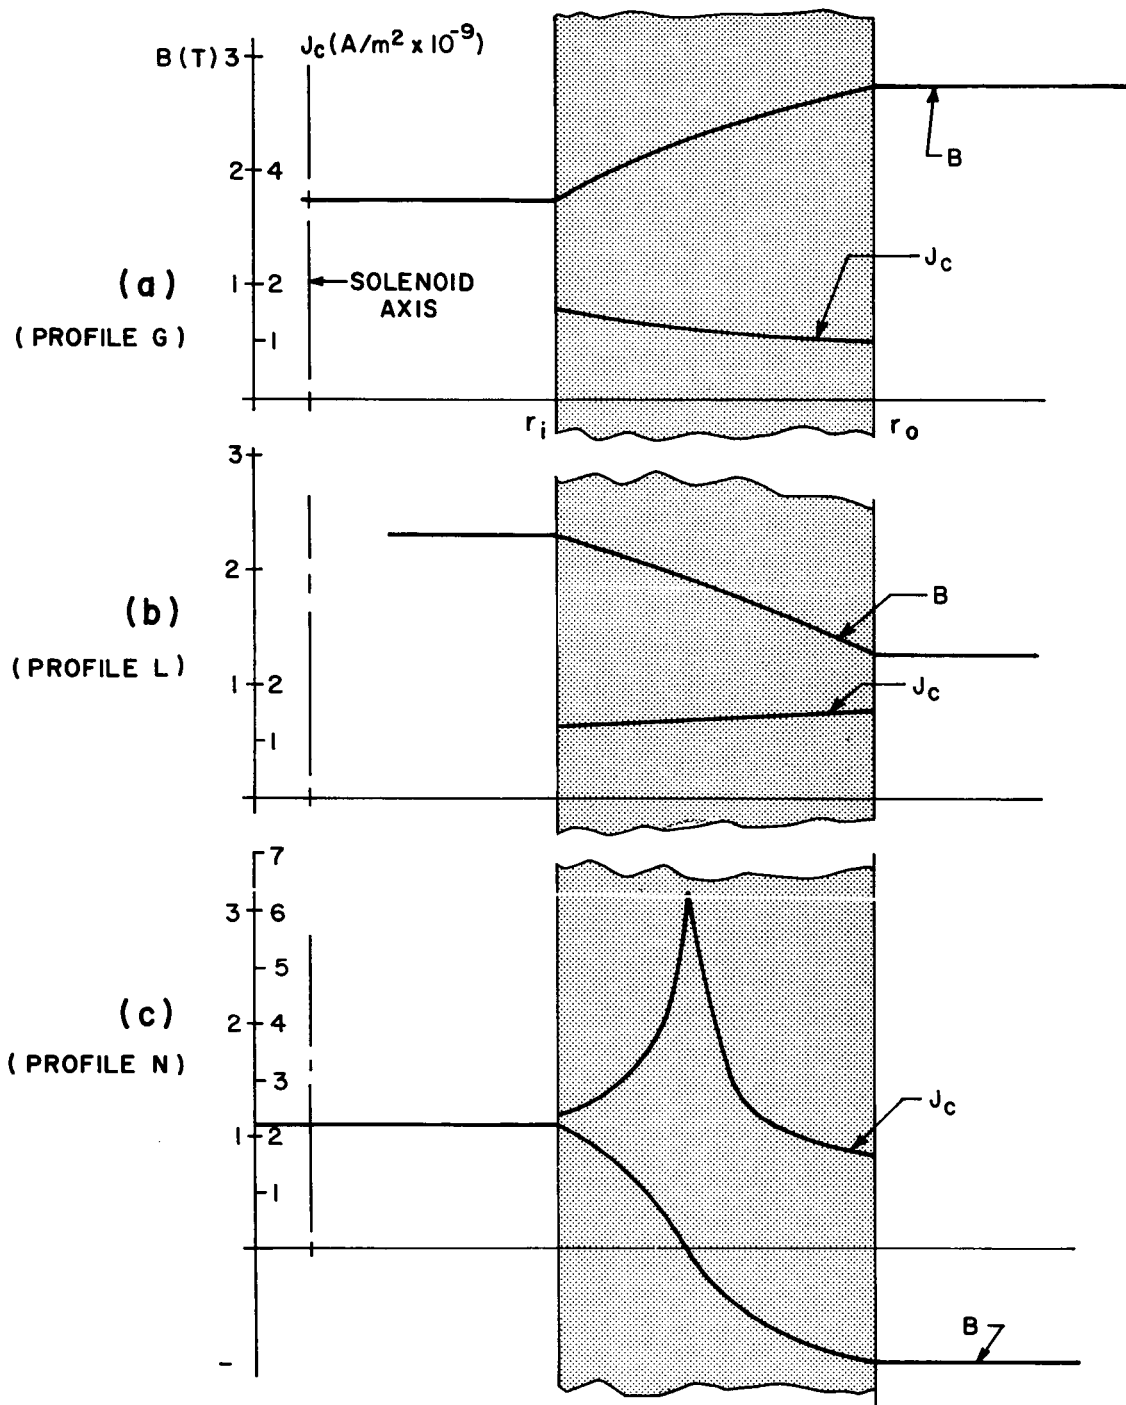 B(T) 3 J_c(A/m² x 10⁻⁹)
2 4
B
J_c
(a)
1 2
SOLENOID
AXIS
(PROFILE G)
1
r_i
r_o
3
2
(b)
B
(PROFILE L)
1 2
J_c
1
7
3 6
5
(c)
2 4
(PROFILE N)
3
J_c
1 2
1
B
-